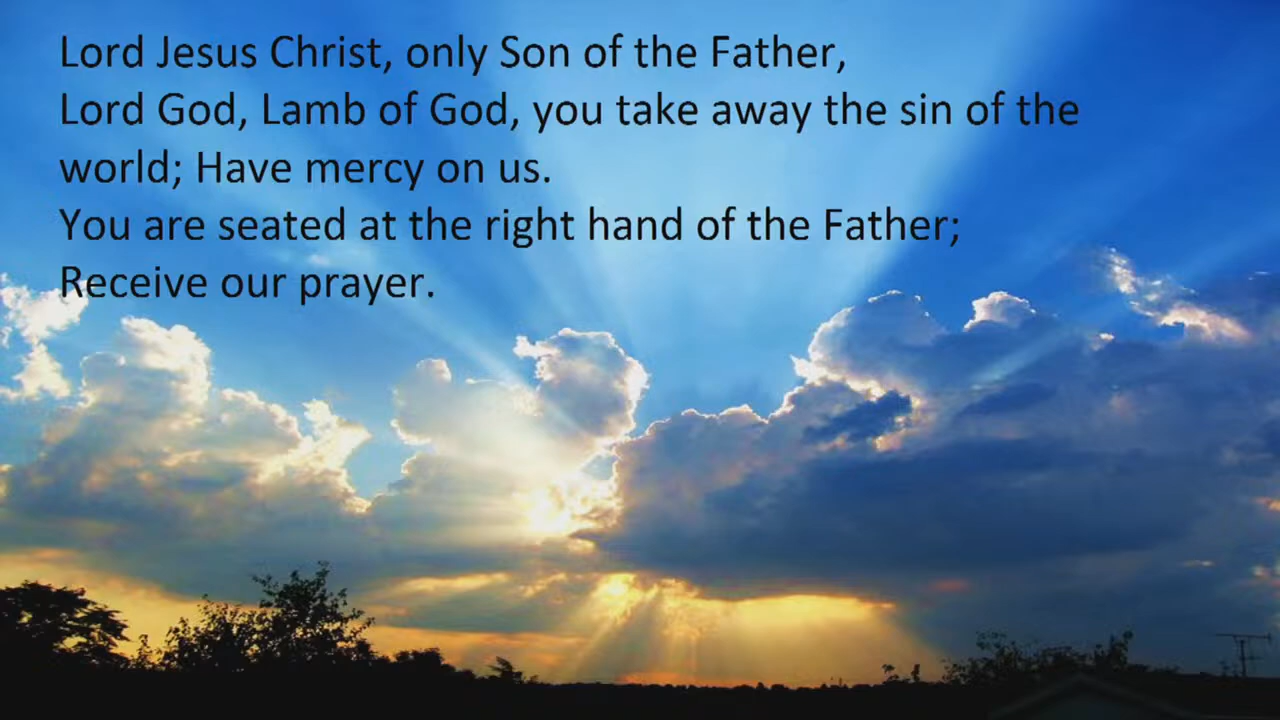 Lord Jesus Christ, only Son of the Father,
Lord God, Lamb of God, you take away the sin of the
world; Have mercy on us.
You are seated at the right hand of the Father;
Receive our prayer.